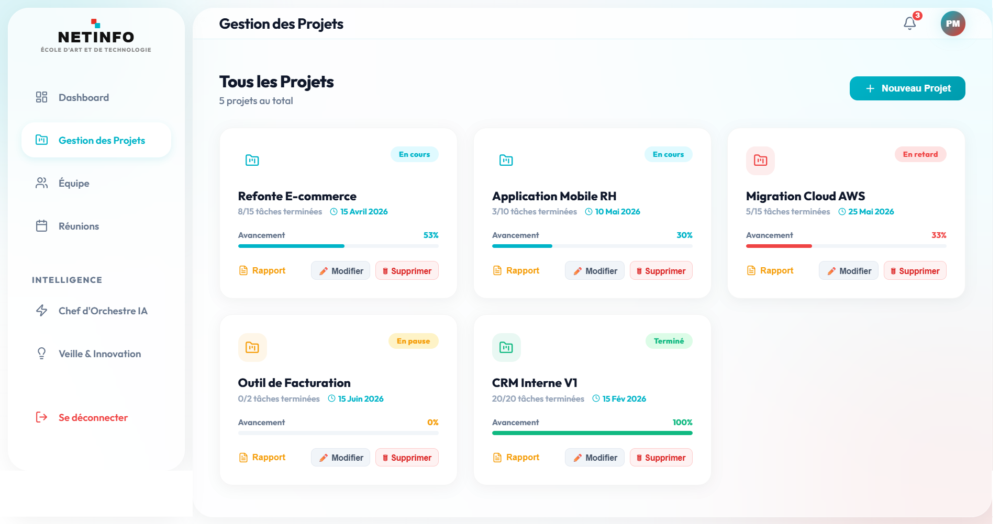 NETINFO
ÉCOLE D'ART ET DE TECHNOLOGIE
Dashboard
Gestion des Projets
Équipe
Réunions
INTELLIGENCE
Chef d'Orchestre IA
Veille & Innovation
Se déconnecter
Gestion des Projets
3
PM
Tous les Projets
5 projets au total
Nouveau Projet
En cours
Refonte E-commerce
8/15 tâches terminées 15 Avril 2026
Avancement 53%
Rapport Modifier Supprimer
En cours
Application Mobile RH
3/10 tâches terminées 10 Mai 2026
Avancement 30%
Rapport Modifier Supprimer
En retard
Migration Cloud AWS
5/15 tâches terminées 25 Mai 2026
Avancement 33%
Rapport Modifier Supprimer
En pause
Outil de Facturation
0/2 tâches terminées 15 Juin 2026
Avancement 0%
Rapport Modifier Supprimer
Terminé
CRM Interne V1
20/20 tâches terminées 15 Fév 2026
Avancement 100%
Rapport Modifier Supprimer